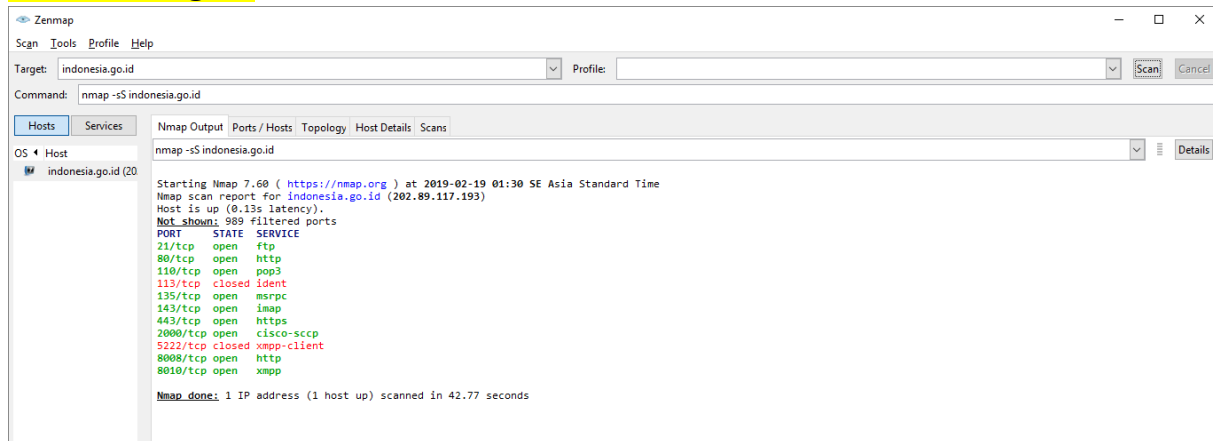 Zenmap
Scan Tools Profile Help
Target: indonesia.go.id Profile: Scan Cancel
Command: nmap -sS indonesia.go.id
Hosts Services Nmap Output Ports / Hosts Topology Host Details Scans
OS Host nmap -sS indonesia.go.id Details
indonesia.go.id (20
Starting Nmap 7.60 ( https://nmap.org ) at 2019-02-19 01:30 SE Asia Standard Time
Nmap scan report for indonesia.go.id (202.89.117.193)
Host is up (0.13s latency).
Not shown: 989 filtered ports
PORT STATE SERVICE
21/tcp open ftp
80/tcp open http
110/tcp open pop3
113/tcp closed ident
135/tcp open msrpc
143/tcp open imap
443/tcp open https
2000/tcp open cisco-sccp
5222/tcp closed xmpp-client
8008/tcp open http
8010/tcp open xmpp
Nmap done: 1 IP address (1 host up) scanned in 42.77 seconds